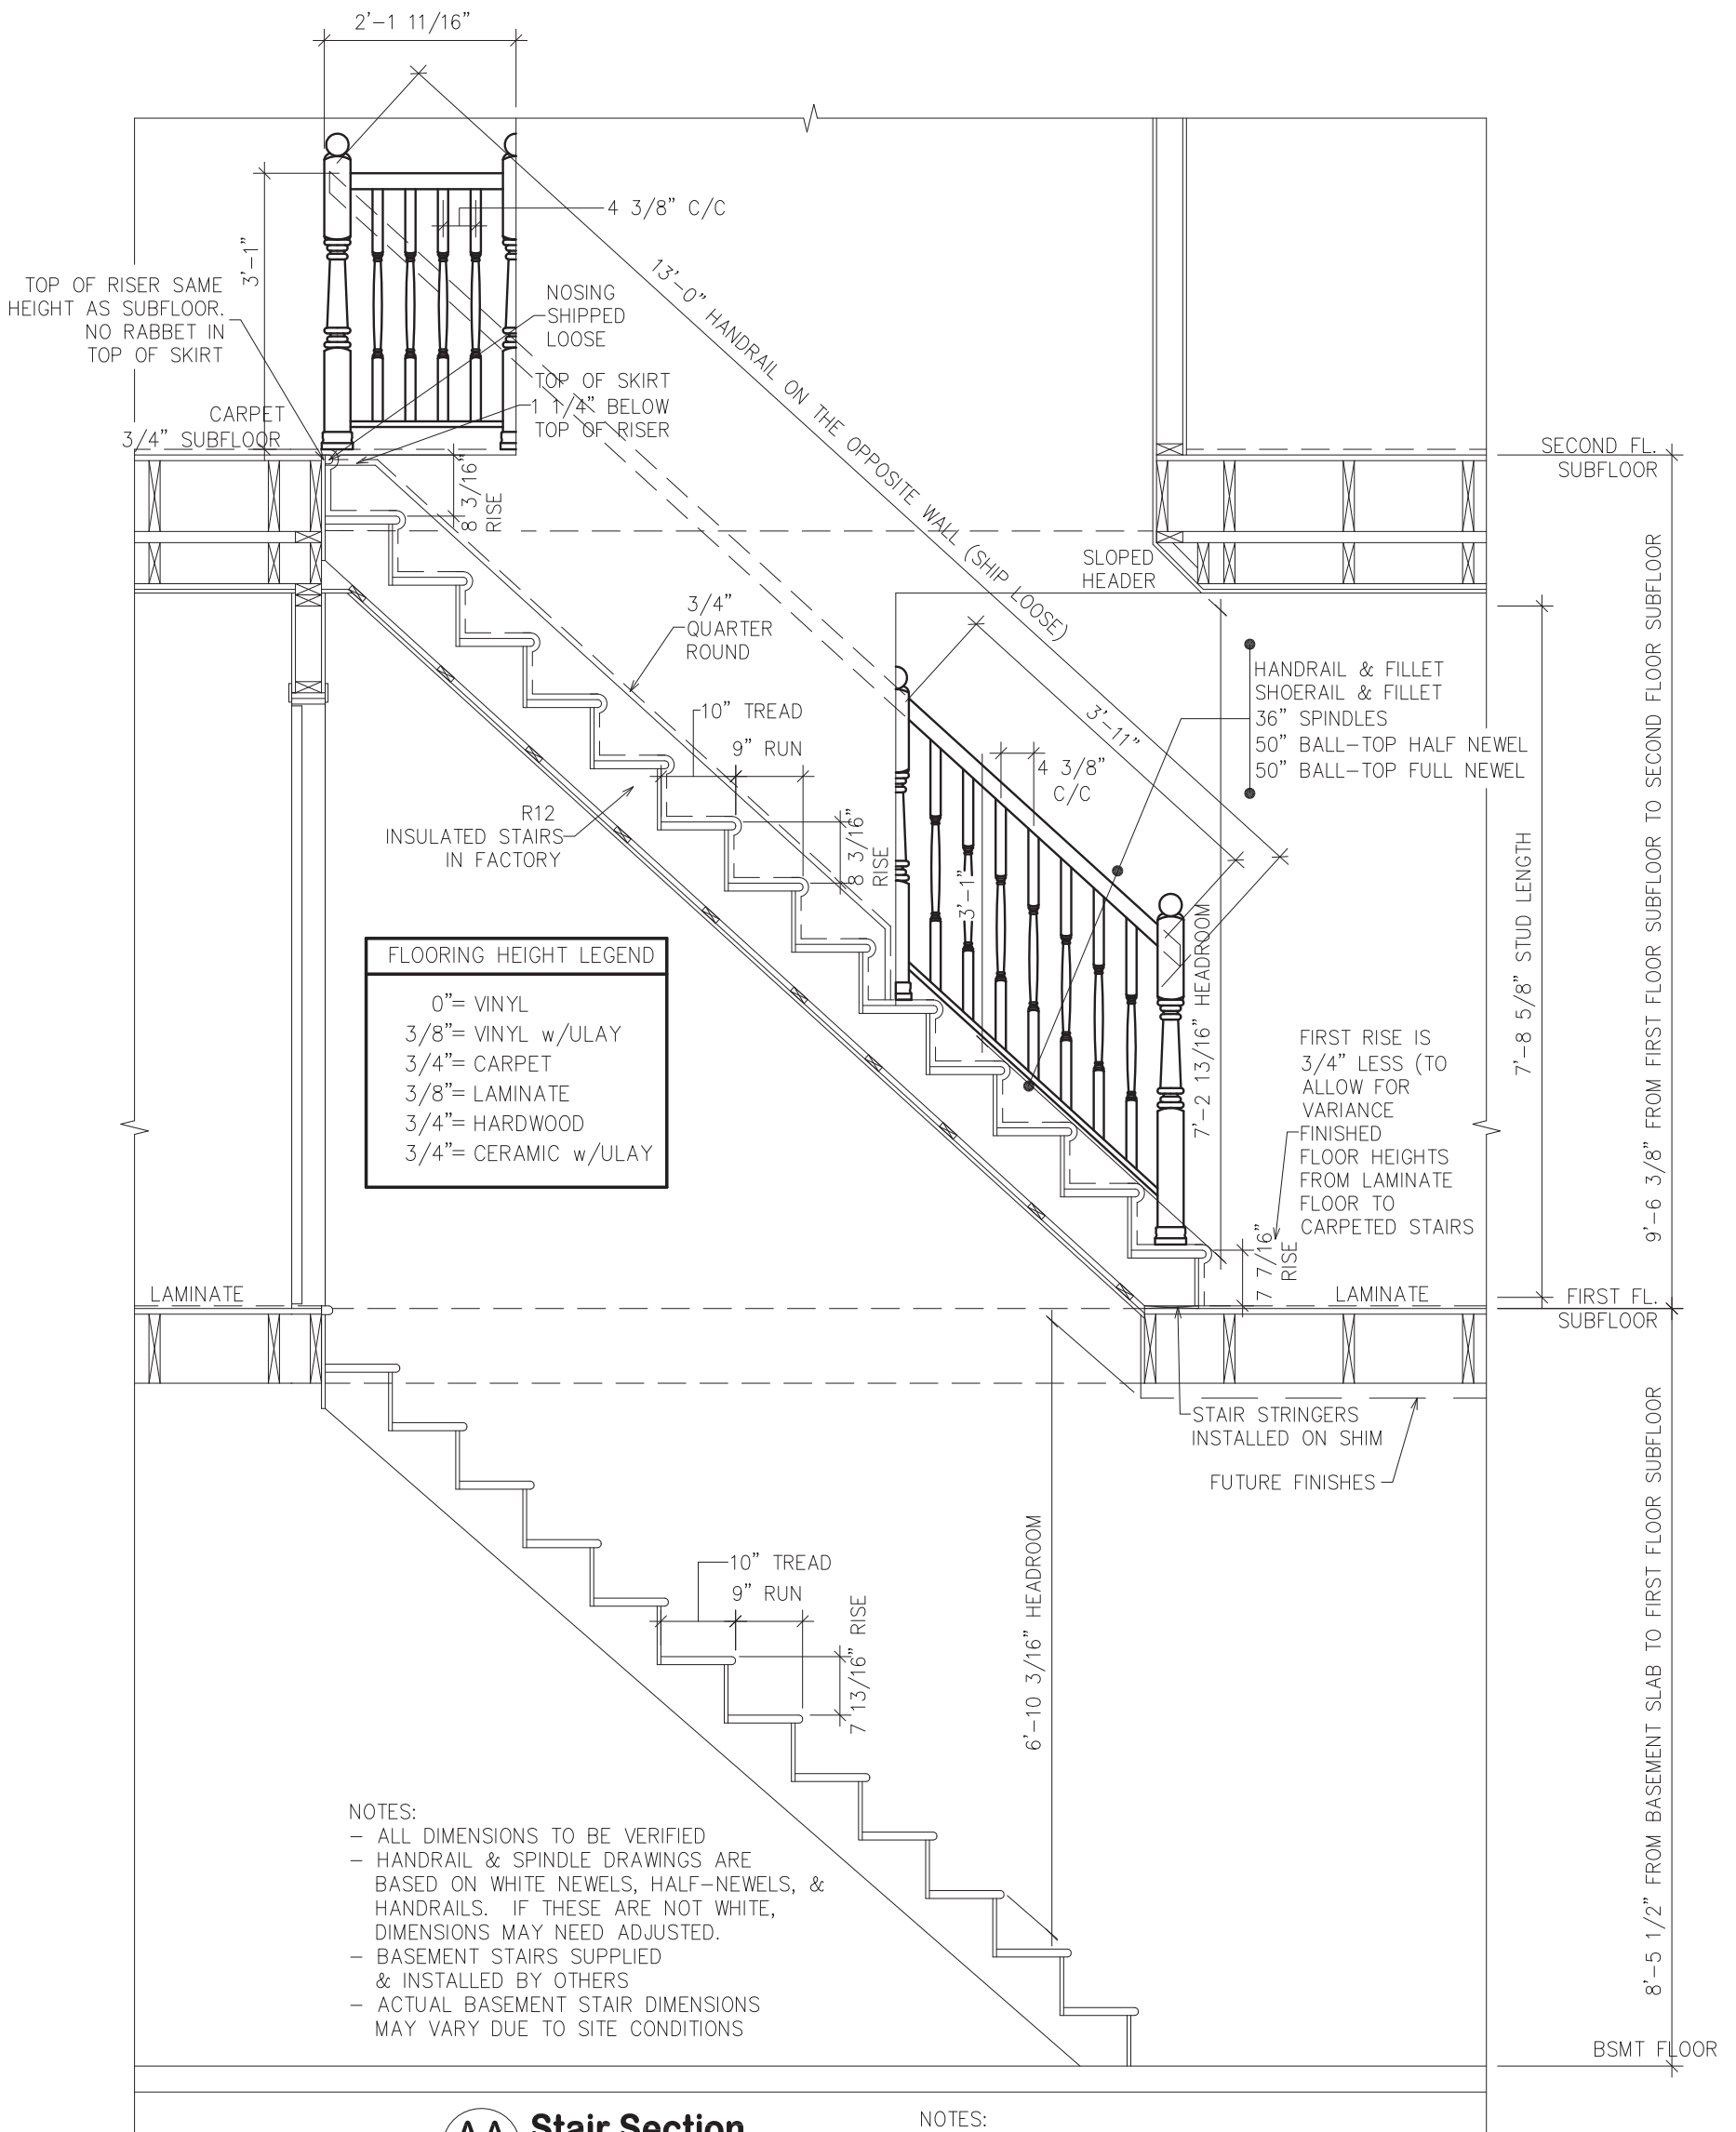 2'-1 11/16"
4 3/8" C/C
3'-1"
TOP OF RISER SAME
HEIGHT AS SUBFLOOR.
NO RABBET IN
TOP OF SKIRT
NOSING
SHIPPED
LOOSE
13'-0" HANDRAIL ON THE OPPOSITE WALL (SHIP LOOSE)
TOP OF SKIRT
1 1/4" BELOW
TOP OF RISER
CARPET
3/4" SUBFLOOR
8 3/16"
RISE
SECOND FL.
SUBFLOOR
SLOPED
HEADER
3/4"
QUARTER
ROUND
HANDRAIL & FILLET
SHOERAIL & FILLET
36" SPINDLES
50" BALL-TOP HALF NEWEL
50" BALL-TOP FULL NEWEL
3'-11"
10" TREAD
9" RUN
4 3/8"
C/C
R12
INSULATED STAIRS
IN FACTORY
8 3/16"
RISE
3'-1"
7'-2 13/16" HEADROOM
7'-8 5/8" STUD LENGTH
9'-6 3/8" FROM FIRST FLOOR SUBFLOOR TO SECOND FLOOR SUBFLOOR
FLOORING HEIGHT LEGEND
0"= VINYL
3/8"= VINYL w/ULAY
3/4"= CARPET
3/8"= LAMINATE
3/4"= HARDWOOD
3/4"= CERAMIC w/ULAY
FIRST RISE IS
3/4" LESS (TO
ALLOW FOR
VARIANCE
FINISHED
FLOOR HEIGHTS
FROM LAMINATE
FLOOR TO
CARPETED STAIRS
7 7/16"
RISE
LAMINATE
LAMINATE
FIRST FL.
SUBFLOOR
STAIR STRINGERS
INSTALLED ON SHIM
FUTURE FINISHES
10" TREAD
9" RUN
7 13/16" RISE
6'-10 3/16" HEADROOM
8'-5 1/2" FROM BASEMENT SLAB TO FIRST FLOOR SUBFLOOR
NOTES:
- ALL DIMENSIONS TO BE VERIFIED
- HANDRAIL & SPINDLE DRAWINGS ARE
BASED ON WHITE NEWELS, HALF-NEWELS, &
HANDRAILS. IF THESE ARE NOT WHITE,
DIMENSIONS MAY NEED ADJUSTED.
- BASEMENT STAIRS SUPPLIED
& INSTALLED BY OTHERS
- ACTUAL BASEMENT STAIR DIMENSIONS
MAY VARY DUE TO SITE CONDITIONS
BSMT FLOOR
AA Stair Section
NOTES: